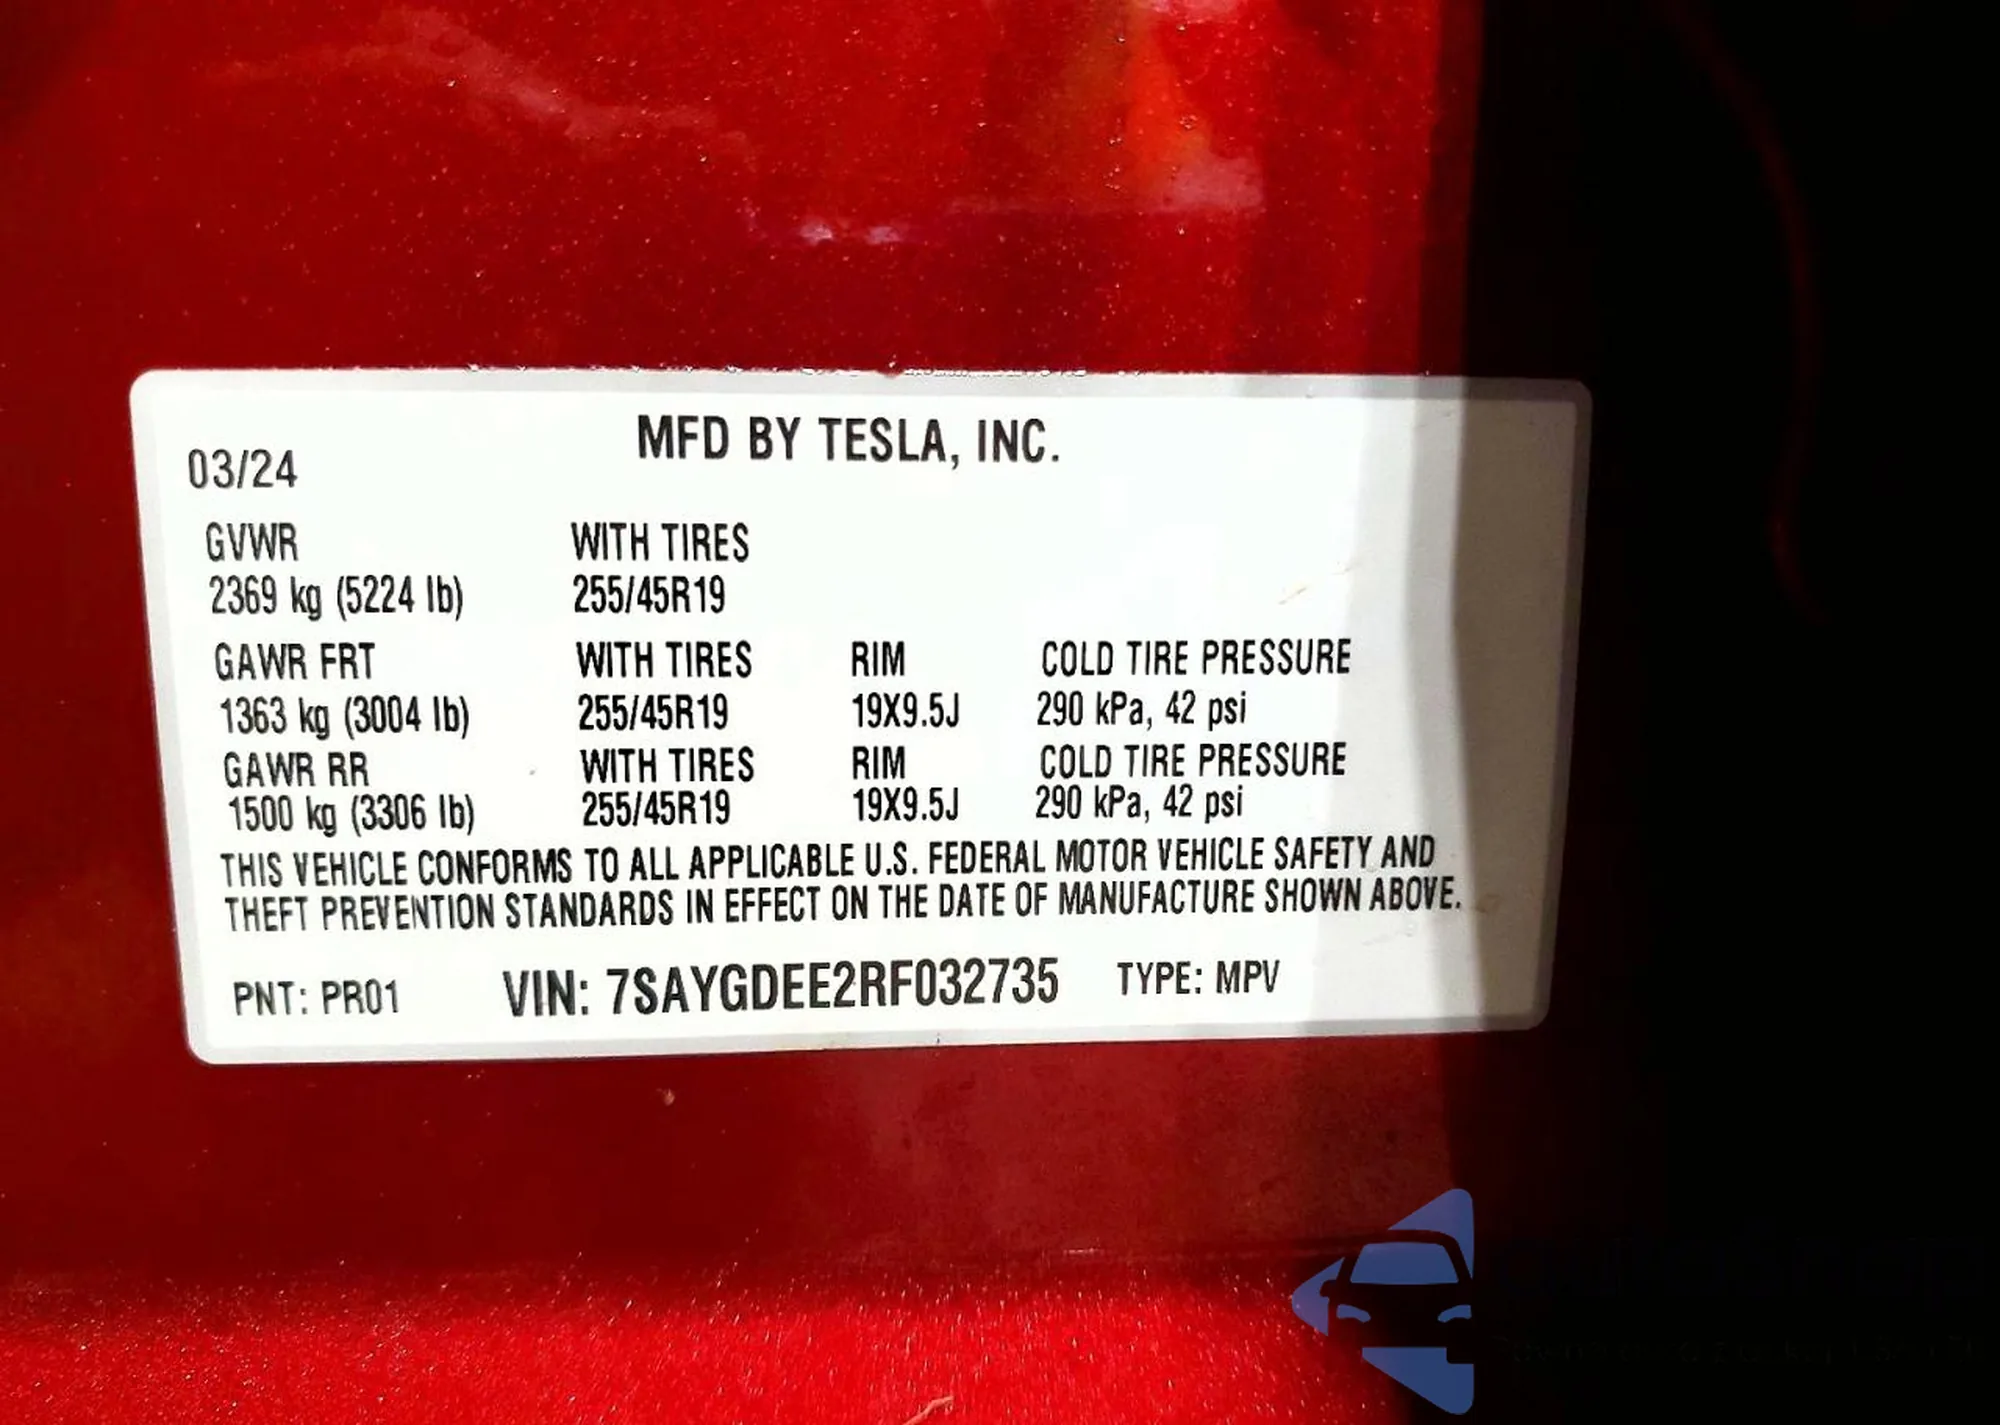 MFD BY TESLA, INC.
03/24
GVWR WITH TIRES
2369 kg (5224 lb) 255/45R19
GAWR FRT WITH TIRES RIM COLD TIRE PRESSURE
1363 kg (3004 lb) 255/45R19 19X9.5J 290 kPa, 42 psi
GAWR RR WITH TIRES RIM COLD TIRE PRESSURE
1500 kg (3306 lb) 255/45R19 19X9.5J 290 kPa, 42 psi
THIS VEHICLE CONFORMS TO ALL APPLICABLE U.S. FEDERAL MOTOR VEHICLE SAFETY AND
THEFT PREVENTION STANDARDS IN EFFECT ON THE DATE OF MANUFACTURE SHOWN ABOVE.
PNT: PR01 VIN: 7SAYGDEE2RF032735 TYPE: MPV